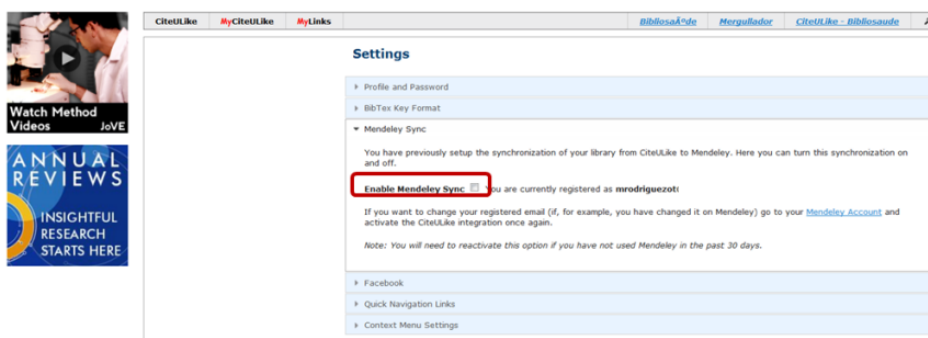 CiteULike MyCiteULike MyLinks BibliosaÃºde Mergullador CiteULike - Bibliosaude
Watch Method
Videos JoVE
ANNUAL
REVIEWS
INSIGHTFUL
RESEARCH
STARTS HERE
Settings
Profile and Password
BibTex Key Format
Mendeley Sync
You have previously setup the synchronization of your library from CiteULike to Mendeley. Here you can turn this synchronization on
and off.
Enable Mendeley Sync You are currently registered as mrodriguezot
If you want to change your registered email (if, for example, you have changed it on Mendeley) go to your Mendeley Account and
activate the CiteULike integration once again.
Note: You will need to reactivate this option if you have not used Mendeley in the past 30 days.
Facebook
Quick Navigation Links
Context Menu Settings